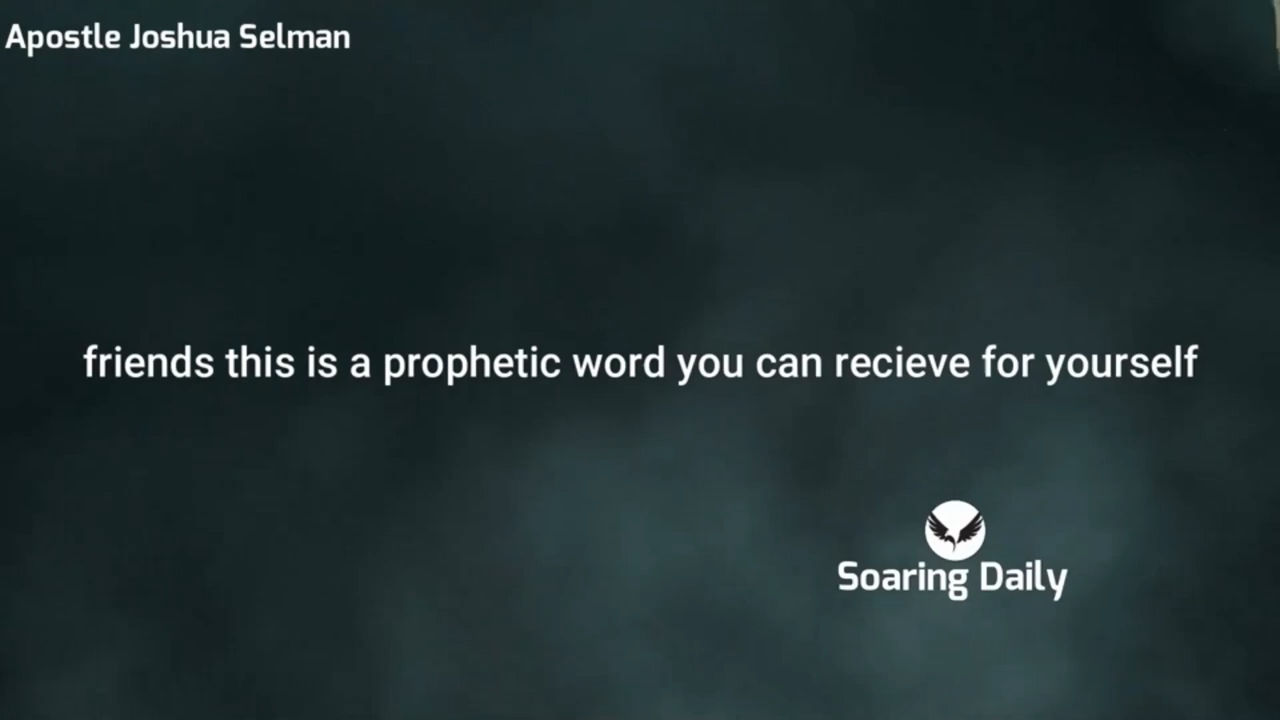 Apostle Joshua Selman
friends this is a prophetic word you can recieve for yourself
Soaring Daily